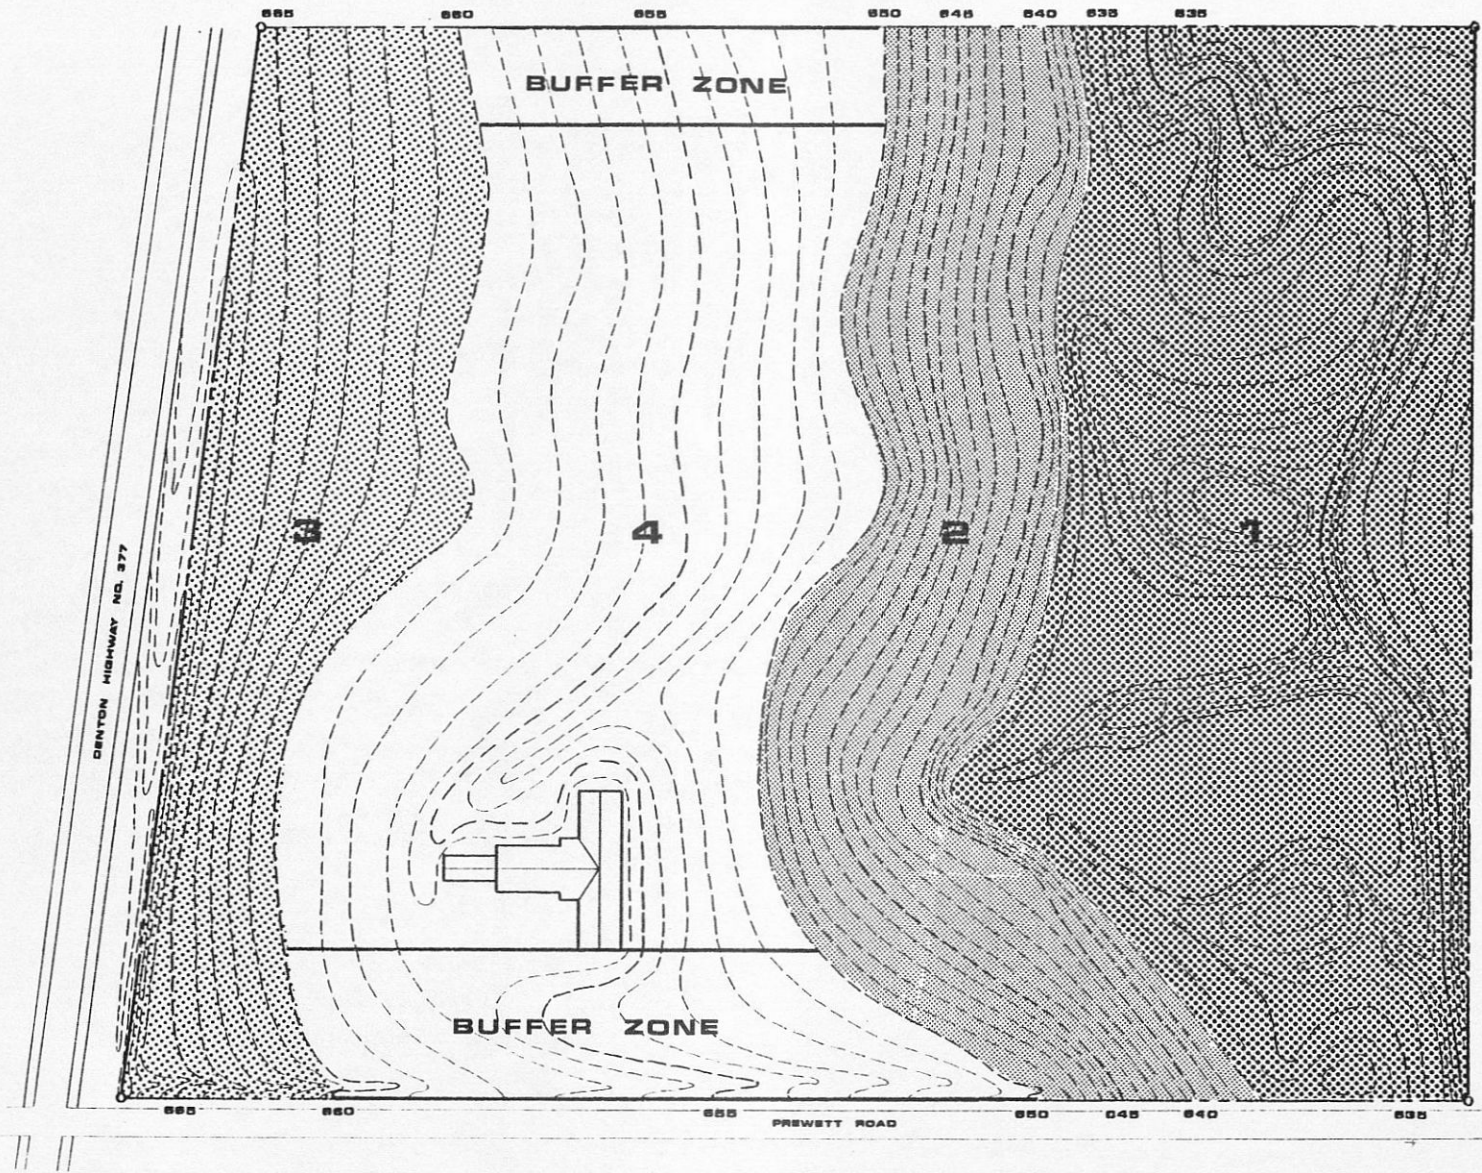 665 660 655 650 645 640 635 635
BUFFER ZONE
3 4 2 1
DENTON HIGHWAY NO. 377
BUFFER ZONE
665 660 655 650 645 640 635
PREWETT ROAD